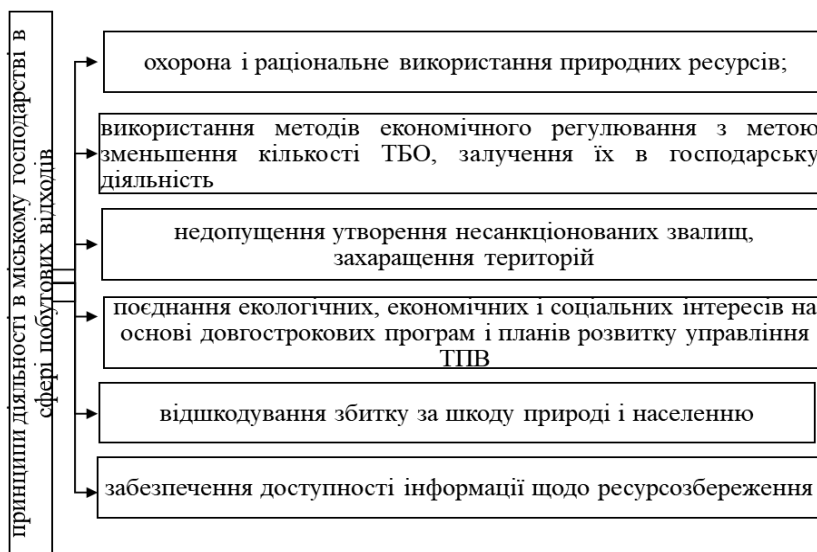 принципи діяльності в міському господарстві в
сфері побутових відходів
охорона і раціональне використання природних ресурсів;
використання методів економічного регулювання з метою
зменьшення кількості ТБО, залучення їх в господарську
діяльність
недопущення утворення несанкціонованих звалищ,
захаращення територій
поєднання екологічних, економічних і соціальних інтересів на
основі довгострокових програм і планів розвитку управління
ТПВ
відшкодування збитку за шкоду природі і населенню
забезпечення доступності інформації щодо ресурсозбереження